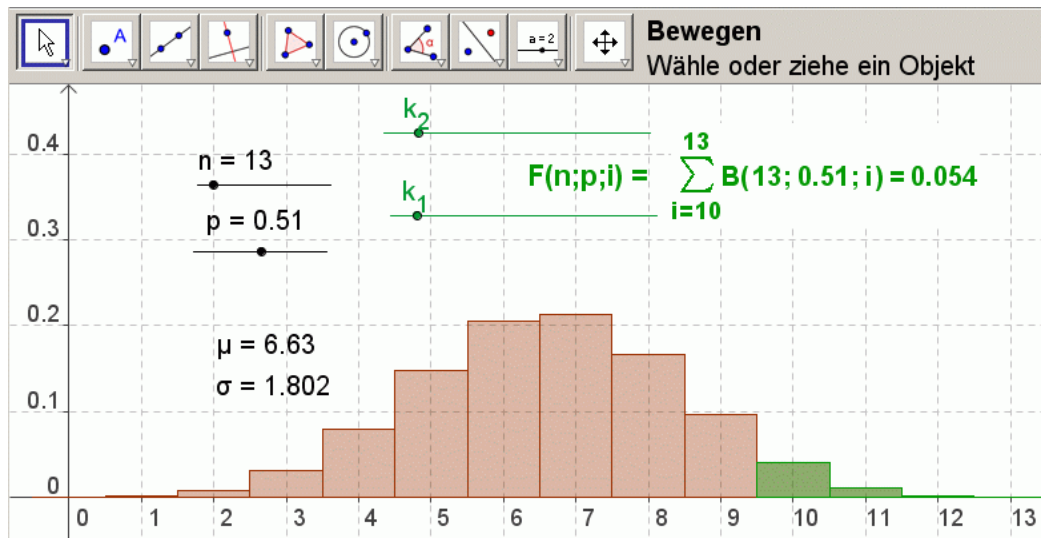 A
α
a = 2
Bewegen
Wähle oder ziehe ein Objekt
k₂
n = 13
F(n;p;i) = ∑ B(13; 0.51; i) = 0.054
13
i=10
k₁
p = 0.51
μ = 6.63
σ = 1.802
0.4
0.3
0.2
0.1
0
0 1 2 3 4 5 6 7 8 9 10 11 12 13